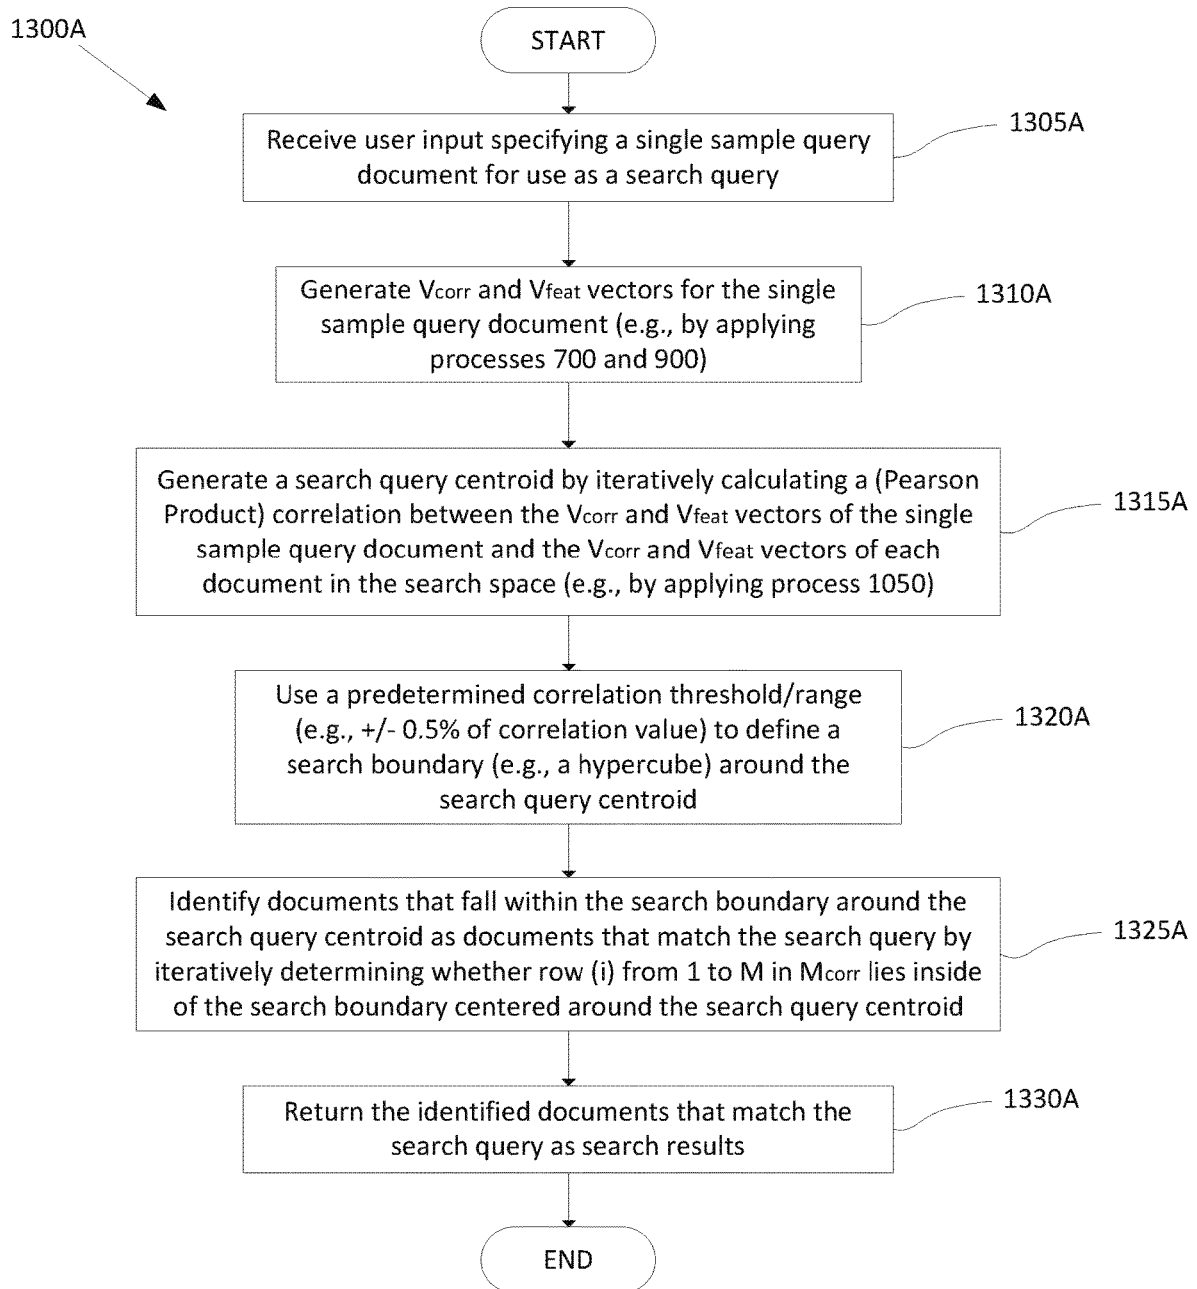 1300A
START
Receive user input specifying a single sample query
document for use as a search query
1305A
Generate Vcorr and Vfeat vectors for the single
sample query document (e.g., by applying
processes 700 and 900)
1310A
Generate a search query centroid by iteratively calculating a (Pearson
Product) correlation between the Vcorr and Vfeat vectors of the single
sample query document and the Vcorr and Vfeat vectors of each
document in the search space (e.g., by applying process 1050)
1315A
Use a predetermined correlation threshold/range
(e.g., +/- 0.5% of correlation value) to define a
search boundary (e.g., a hypercube) around the
search query centroid
1320A
Identify documents that fall within the search boundary around the
search query centroid as documents that match the search query by
iteratively determining whether row (i) from 1 to M in Mcorr lies inside
of the search boundary centered around the search query centroid
1325A
Return the identified documents that match the
search query as search results
1330A
END